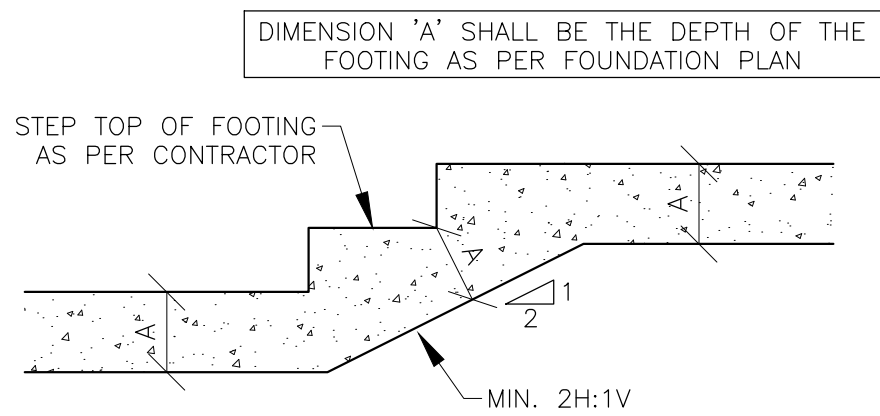 DIMENSION 'A' SHALL BE THE DEPTH OF THE
FOOTING AS PER FOUNDATION PLAN
STEP TOP OF FOOTING
AS PER CONTRACTOR
A
A
A
1
2
MIN. 2H:1V